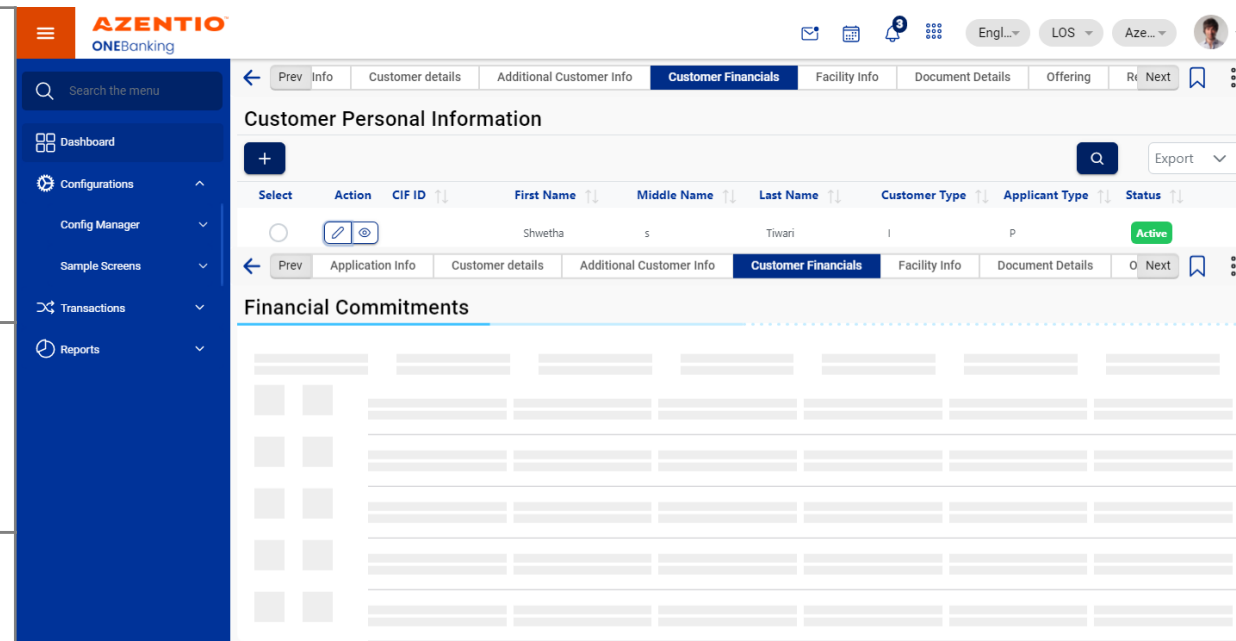 AZENTIO
ONEBanking
3
Engl...
LOS
Aze...
Search the menu
Dashboard
Configurations
Config Manager
Sample Screens
Transactions
Reports
Prev Info Customer details Additional Customer Info Customer Financials Facility Info Document Details Offering Re Next
Customer Personal Information
+
Export
Select Action CIF ID First Name Middle Name Last Name Customer Type Applicant Type Status
Shwetha s Tiwari I P Active
Prev Application Info Customer details Additional Customer Info Customer Financials Facility Info Document Details O Next
Financial Commitments